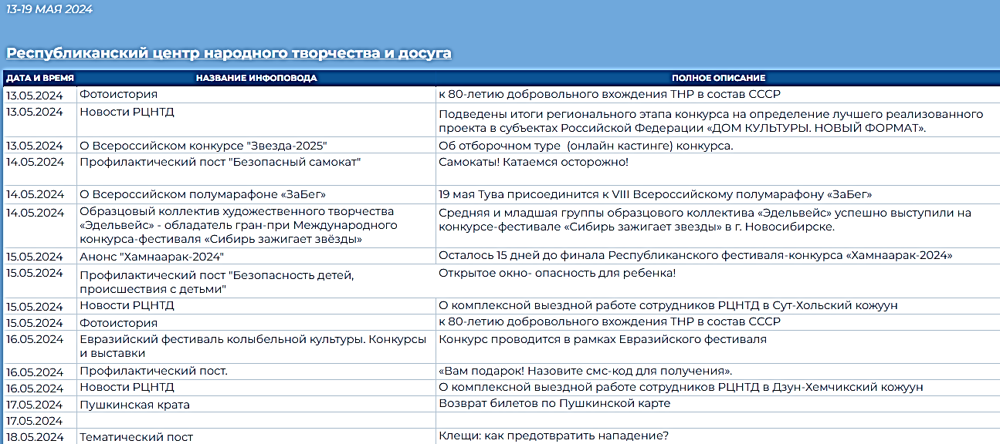 13-19 МАЯ 2024
Республиканский центр народного творчества и досуга
ДАТА И ВРЕМЯ НАЗВАНИЕ ИНФОПОВОДА ПОЛНОЕ ОПИСАНИЕ
13.05.2024 Фотоистория к 80-летию добровольного вхождения ТНР в состав СССР
13.05.2024 Новости РЦНТД Подведены итоги регионального этапа конкурса на определение лучшего реализованного
проекта в субъектах Российской Федерации «ДОМ КУЛЬТУРЫ. НОВЫЙ ФОРМАТ».
13.05.2024 О Всероссийском конкурсе "Звезда-2025" Об отборочном туре (онлайн кастинге) конкурса.
14.05.2024 Профилактический пост "Безопасный самокат" Самокаты! Катаемся осторожно!
14.05.2024 О Всероссийском полумарафоне «ЗаБег» 19 мая Тува присоединится к VIII Всероссийскому полумарафону «ЗаБег»
14.05.2024 Образцовый коллектив художественного творчества
«Эдельвейс» - обладатель гран-при Международного
конкурса-фестиваля «Сибирь зажигает звёзды»
Средняя и младшая группы образцового коллектива «Эдельвейс» успешно выступили на
конкурсе-фестивале «Сибирь зажигает звезды» в г. Новосибирске.
15.05.2024 Анонс "Хамнаарак-2024" Осталось 15 дней до финала Республиканского фестиваля-конкурса «Хамнаарак-2024»
15.05.2024 Профилактический пост "Безопасность детей,
происшествия с детьми"
Открытое окно- опасность для ребенка!
15.05.2024 Новости РЦНТД О комплексной выездной работе сотрудников РЦНТД в Сут-Хольский кожуун
15.05.2024 Фотоистория к 80-летию добровольного вхождения ТНР в состав СССР
16.05.2024 Евразийский фестиваль колыбельной культуры. Конкурсы
и выставки
Конкурс проводится в рамках Евразийского фестиваля
16.05.2024 Профилактический пост. «Вам подарок! Назовите смс-код для получения».
16.05.2024 Новости РЦНТД О комплексной выездной работе сотрудников РЦНТД в Дзун-Хемчикский кожуун
17.05.2024 Пушкинская крата Возврат билетов по Пушкинской карте
17.05.2024
18.05.2024 Тематический пост Клещи: как предотвратить нападение?